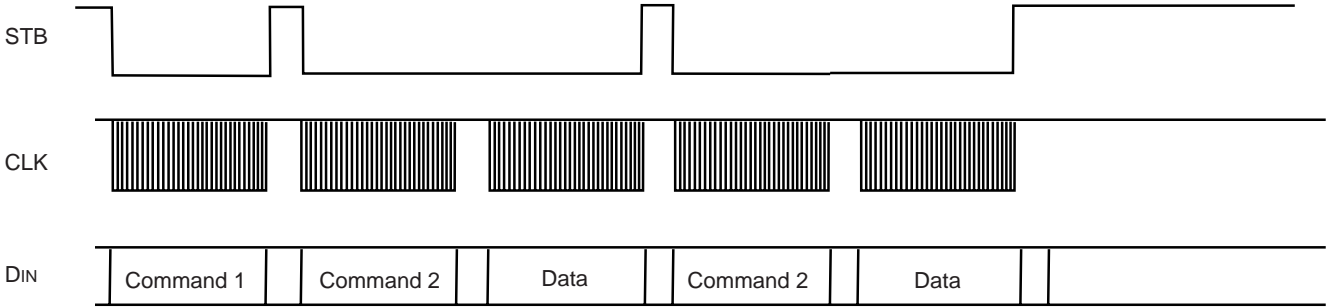 STB
CLK
DIN
Command 1
Command 2
Data
Command 2
Data